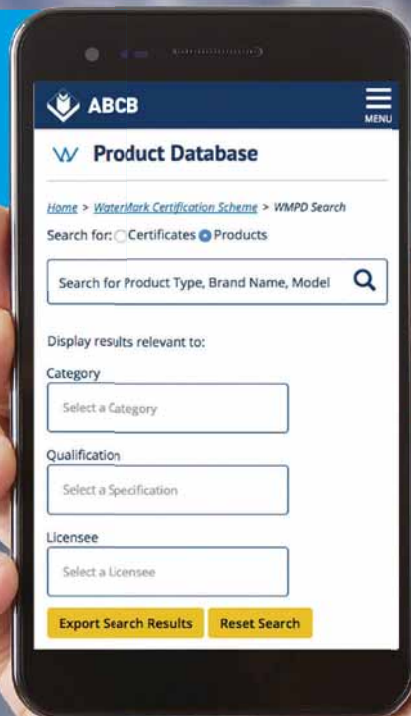 ABCB
MENU
W Product Database
Home > WaterMark Certification Scheme > WMPD Search
Search for: Certificates Products
Search for Product Type, Brand Name, Model
Display results relevant to:
Category
Select a Category
Qualification
Select a Specification
Licensee
Select a Licensee
Export Search Results Reset Search